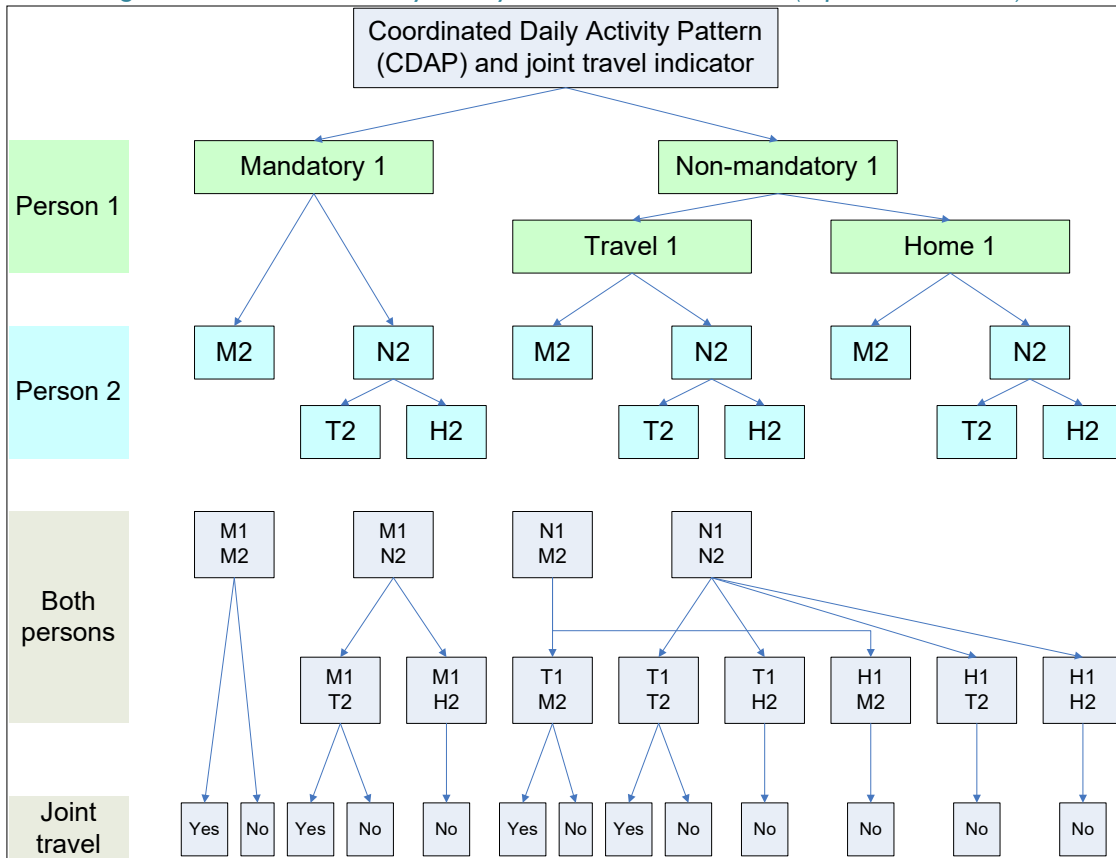 Coordinated Daily Activity Pattern
(CDAP) and joint travel indicator
Mandatory 1
Non-mandatory 1
Person 1
Travel 1
Home 1
M2
N2
M2
N2
M2
N2
Person 2
T2
H2
T2
H2
T2
H2
M1
M2
M1
N2
N1
M2
N1
N2
Both
persons
M1
T2
M1
H2
T1
M2
T1
T2
T1
H2
H1
M2
H1
T2
H1
H2
Joint
travel
Yes
No
Yes
No
No
Yes
No
Yes
No
No
No
No
No